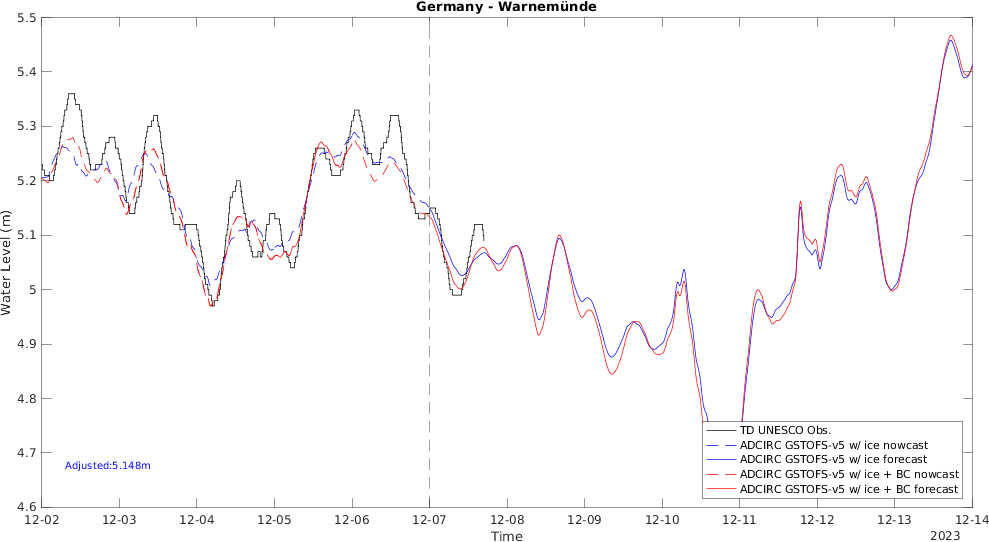 Germany - Warnemünde
5.5
5.4
5.3
5.2
5.1
5
4.9
4.8
4.7
4.6
Water Level (m)
Adjusted:5.148m
TD UNESCO Obs.
ADCIRC GSTOFS-v5 w/ ice nowcast
ADCIRC GSTOFS-v5 w/ ice forecast
ADCIRC GSTOFS-v5 w/ ice + BC nowcast
ADCIRC GSTOFS-v5 w/ ice + BC forecast
12-02 12-03 12-04 12-05 12-06 12-07 12-08 12-09 12-10 12-11 12-12 12-13 12-14
Time
2023